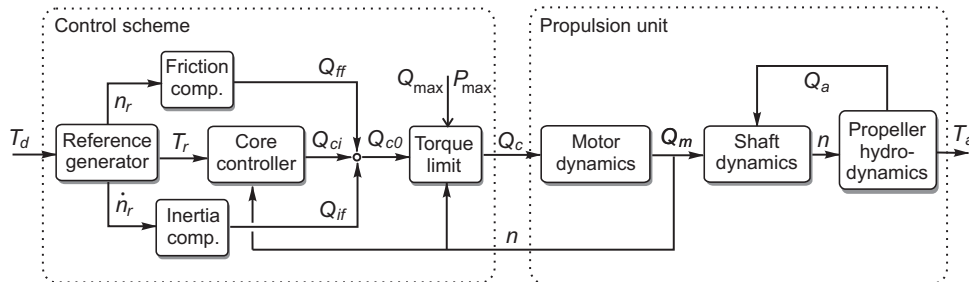 Control scheme
Propulsion unit
Friction
comp.
Q_ff
Q_max
P_max
Q_a
n_r
T_d
Reference
generator
T_r
Core
controller
Q_ci
Q_c0
Torque
limit
Q_c
Motor
dynamics
Q_m
Shaft
dynamics
n
Propeller
hydro-
dynamics
T_a
ṅ_r
Inertia
comp.
Q_if
n